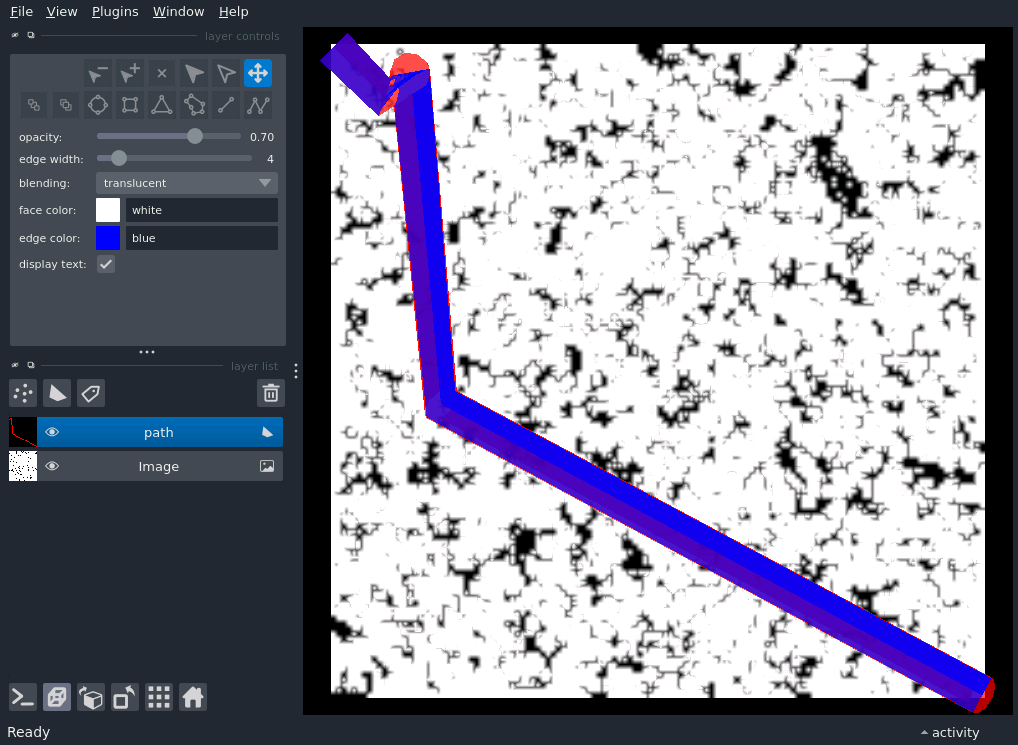 File View Plugins Window Help
layer controls
opacity: 0.70
edge width: 4
blending: translucent
face color: white
edge color: blue
display text:
layer list
path
Image
Ready
activity